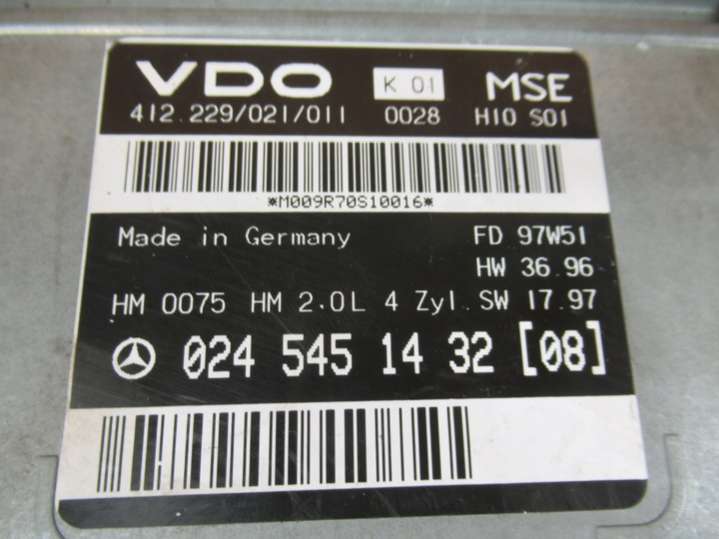 VDO K 01 MSE
412.229/021/011 0028 H10 S01
*M009R70S10016*
Made in Germany FD 97W51
HW 36.96
HM 0075 HM 2.0L 4 Zyl. SW 17.97
024 545 14 32 [08]